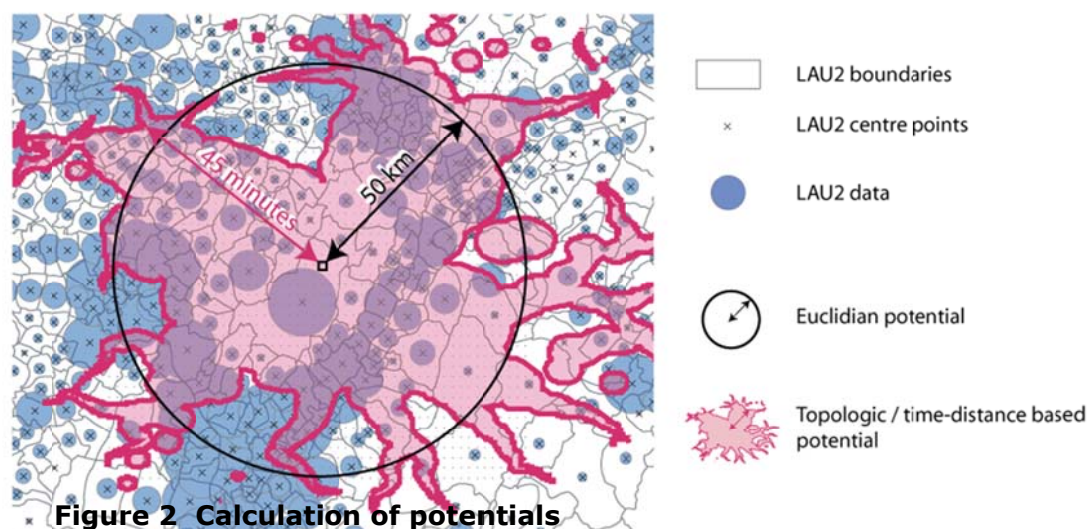 45 minutes
50 km
LAU2 boundaries
LAU2 centre points
LAU2 data
Euclidian potential
Topologic / time-distance based
potential
Figure 2 Calculation of potentials